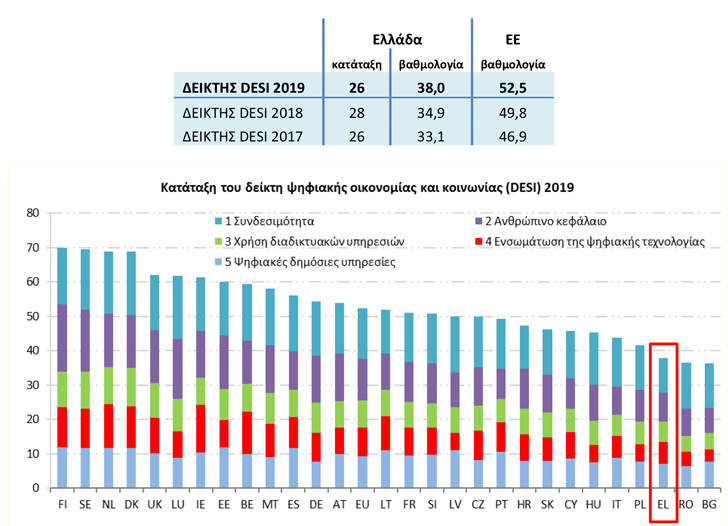 Ελλάδα ΕΕ
κατάταξη βαθμολογία βαθμολογία
ΔΕΙΚΤΗΣ DESI 2019 26 38,0 52,5
ΔΕΙΚΤΗΣ DESI 2018 28 34,9 49,8
ΔΕΙΚΤΗΣ DESI 2017 26 33,1 46,9
Κατάταξη του δείκτη ψηφιακής οικονομίας και κοινωνίας (DESI) 2019
80
70
60
50
40
30
20
10
0
1 Συνδεσιμότητα 2 Ανθρώπινο κεφάλαιο
3 Χρήση διαδικτυακών υπηρεσιών 4 Ενσωμάτωση της ψηφιακής τεχνολογίας
5 Ψηφιακές δημόσιες υπηρεσίες
FI SE NL DK UK LU IE EE BE MT ES DE AT EU LT FR SI LV CZ PT HR SK CY HU IT PL EL RO BG